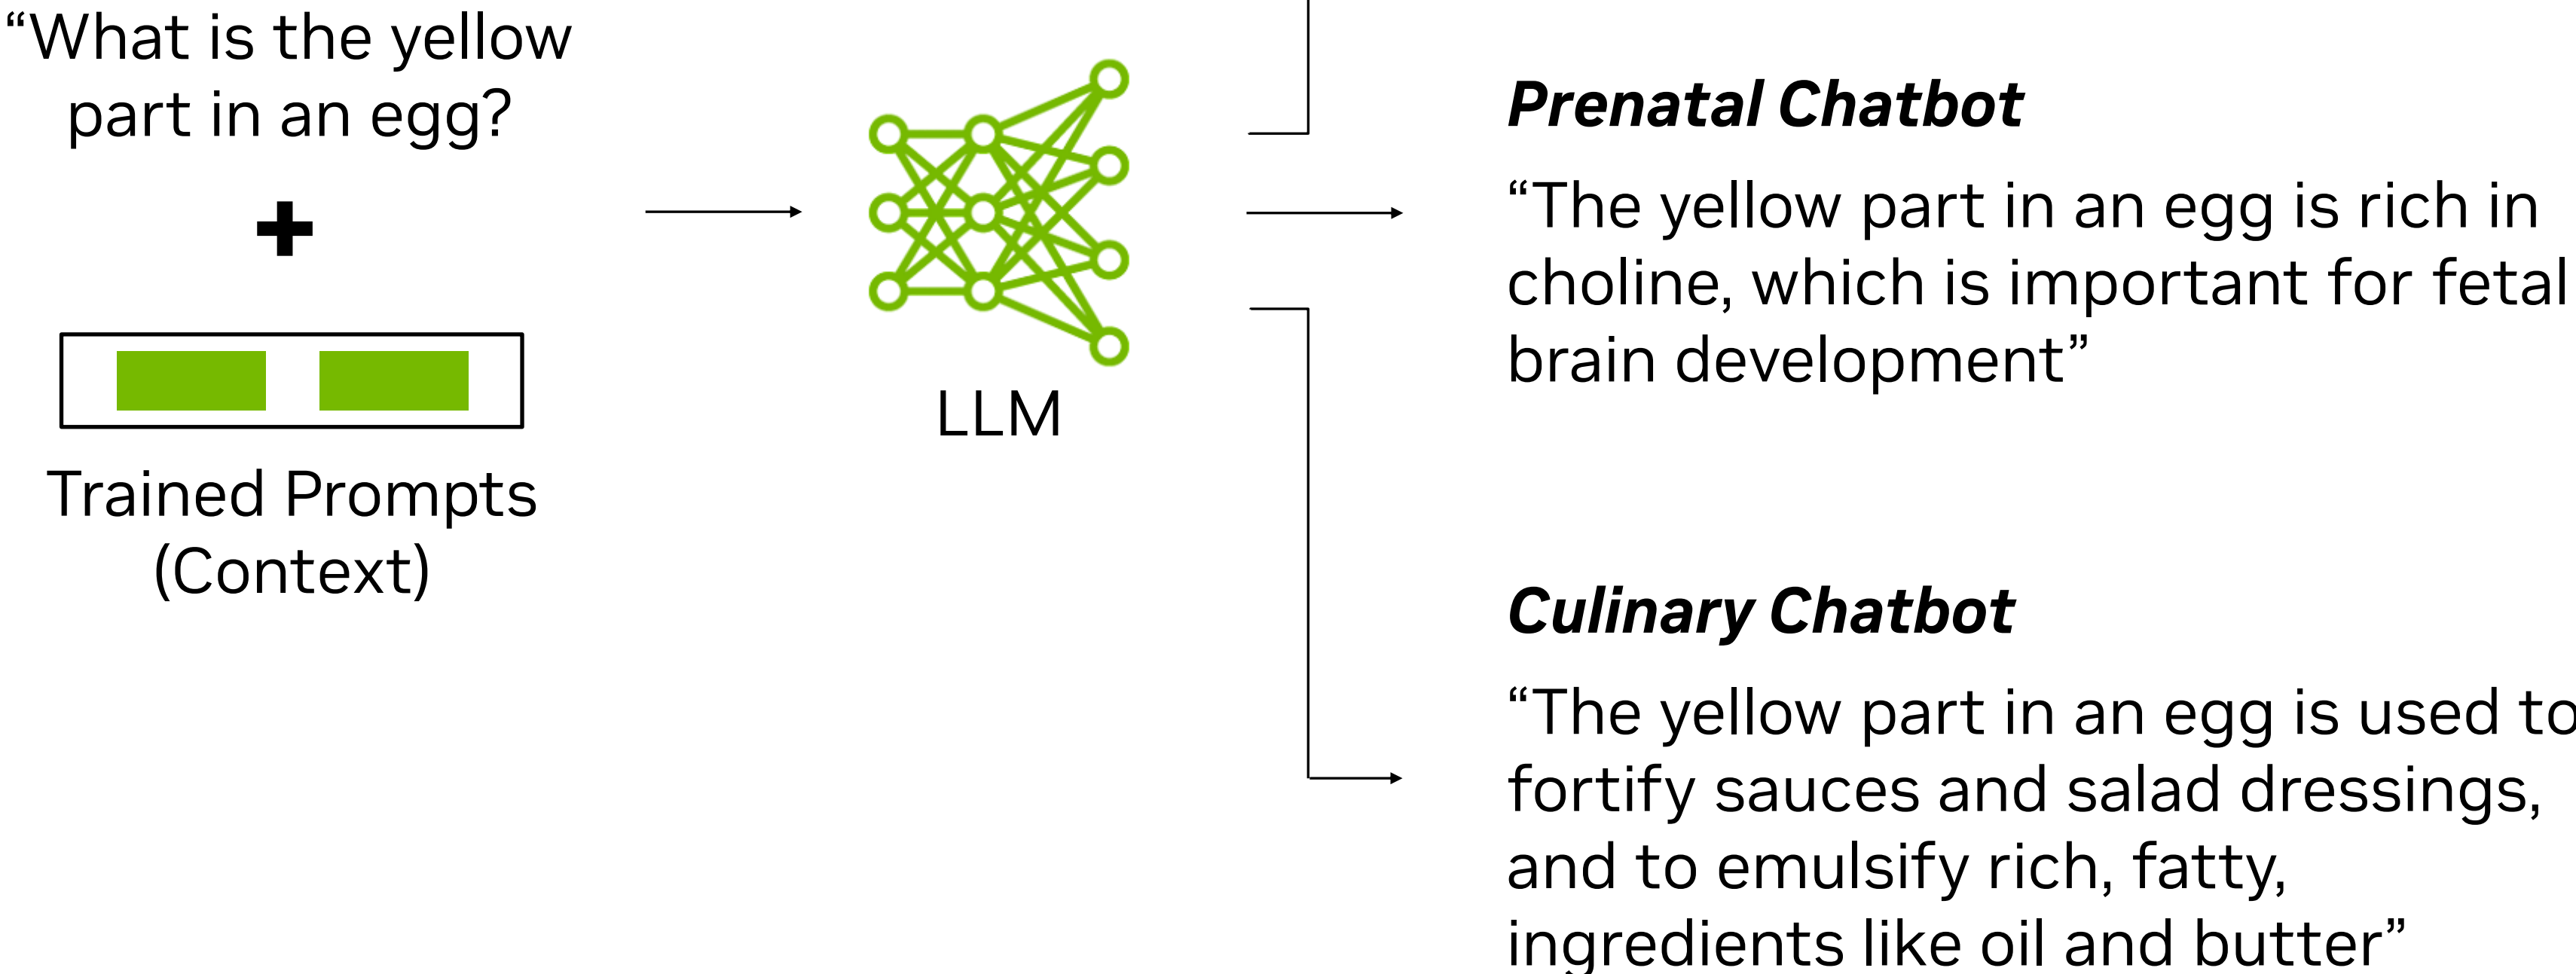 “What is the yellow
part in an egg?
+
Trained Prompts
(Context)
LLM
Prenatal Chatbot
“The yellow part in an egg is rich in
choline, which is important for fetal
brain development”
Culinary Chatbot
“The yellow part in an egg is used to
fortify sauces and salad dressings,
and to emulsify rich, fatty,
ingredients like oil and butter”